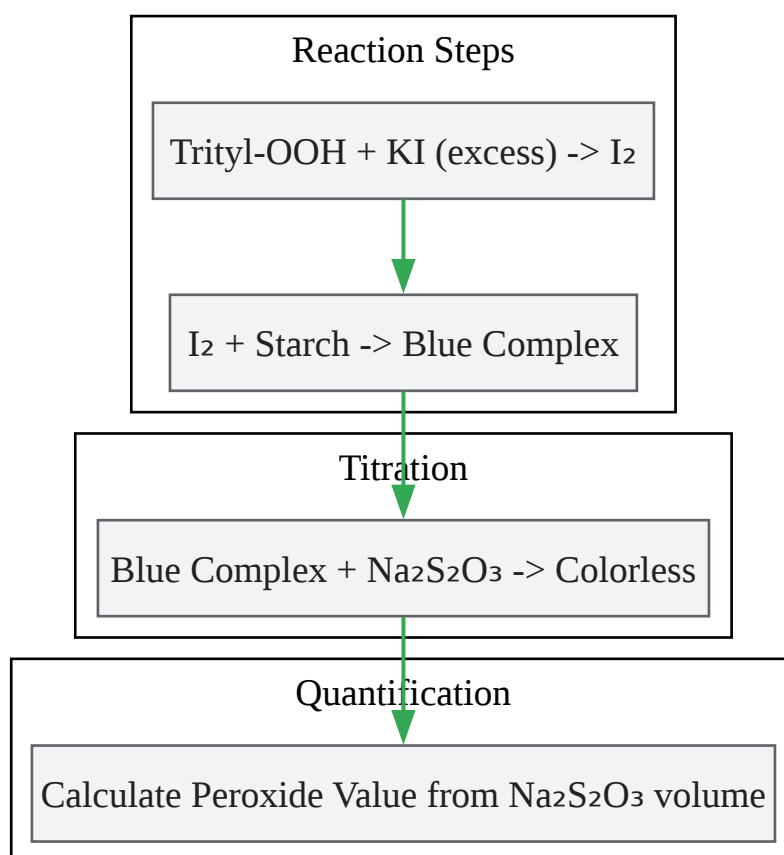 Reaction Steps
Trityl-OOH + KI (excess) -> I₂
I₂ + Starch -> Blue Complex
Titration
Blue Complex + Na₂S₂O₃ -> Colorless
Quantification
Calculate Peroxide Value from Na₂S₂O₃ volume